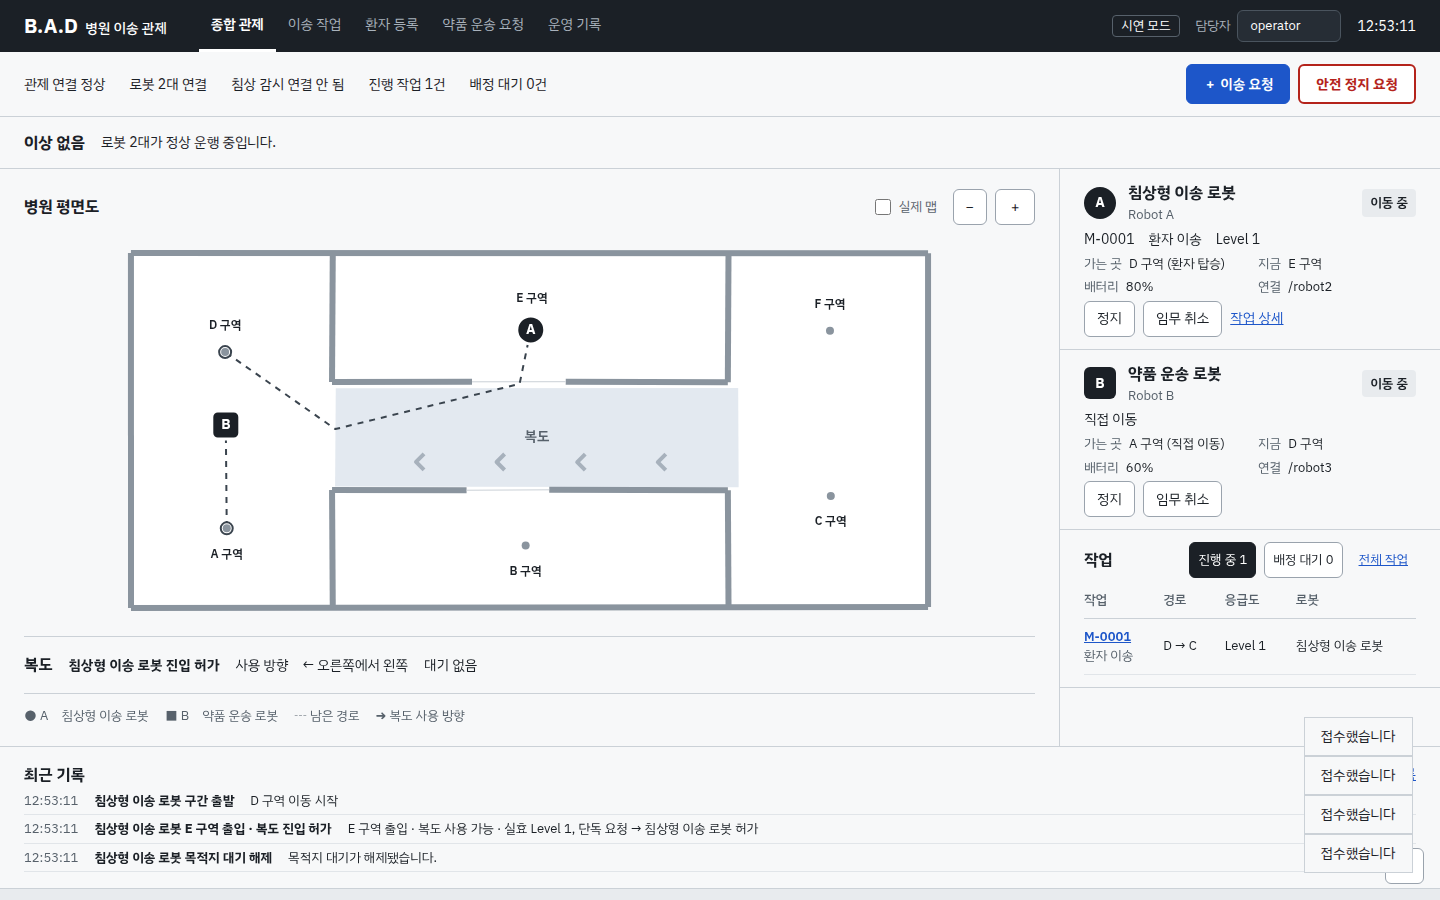 B.A.D 병원 이송 관제
종합 관제 이송 작업 환자 등록 약품 운송 요청 운영 기록
시연 모드 담당자 operator 12:53:11
관제 연결 정상 로봇 2대 연결 침상 감시 연결 안 됨 진행 작업 1건 배정 대기 0건
+ 이송 요청 안전 정지 요청
이상 없음 로봇 2대가 정상 운행 중입니다.
병원 평면도
실제 맵 − +
E 구역
F 구역
D 구역
A
B
복도
C 구역
A 구역
B 구역
복도 침상형 이송 로봇 진입 허가 사용 방향 ← 오른쪽에서 왼쪽 대기 없음
● A 침상형 이송 로봇 ■ B 약품 운송 로봇 --- 남은 경로 → 복도 사용 방향
A 침상형 이송 로봇 이동 중
Robot A
M-0001 환자 이송 Level 1
가는 곳 D 구역 (환자 탑승) 지금 E 구역
배터리 80% 연결 /robot2
정지 임무 취소 작업 상세
B 약품 운송 로봇 이동 중
Robot B
직접 이동
가는 곳 A 구역 (직접 이동) 지금 D 구역
배터리 60% 연결 /robot3
정지 임무 취소
작업 진행 중 1 배정 대기 0 전체 작업
작업 경로 응급도 로봇
M-0001 D → C Level 1 침상형 이송 로봇
환자 이송
최근 기록
12:53:11 침상형 이송 로봇 구간 출발 D 구역 이동 시작
12:53:11 침상형 이송 로봇 E 구역 출입 · 복도 진입 허가 E 구역 출입 · 복도 사용 가능 · 실효 Level 1, 단독 요청 → 침상형 이송 로봇 허가
12:53:11 침상형 이송 로봇 목적지 대기 해제 목적지 대기가 해제됐습니다.
접수했습니다
접수했습니다
접수했습니다
접수했습니다